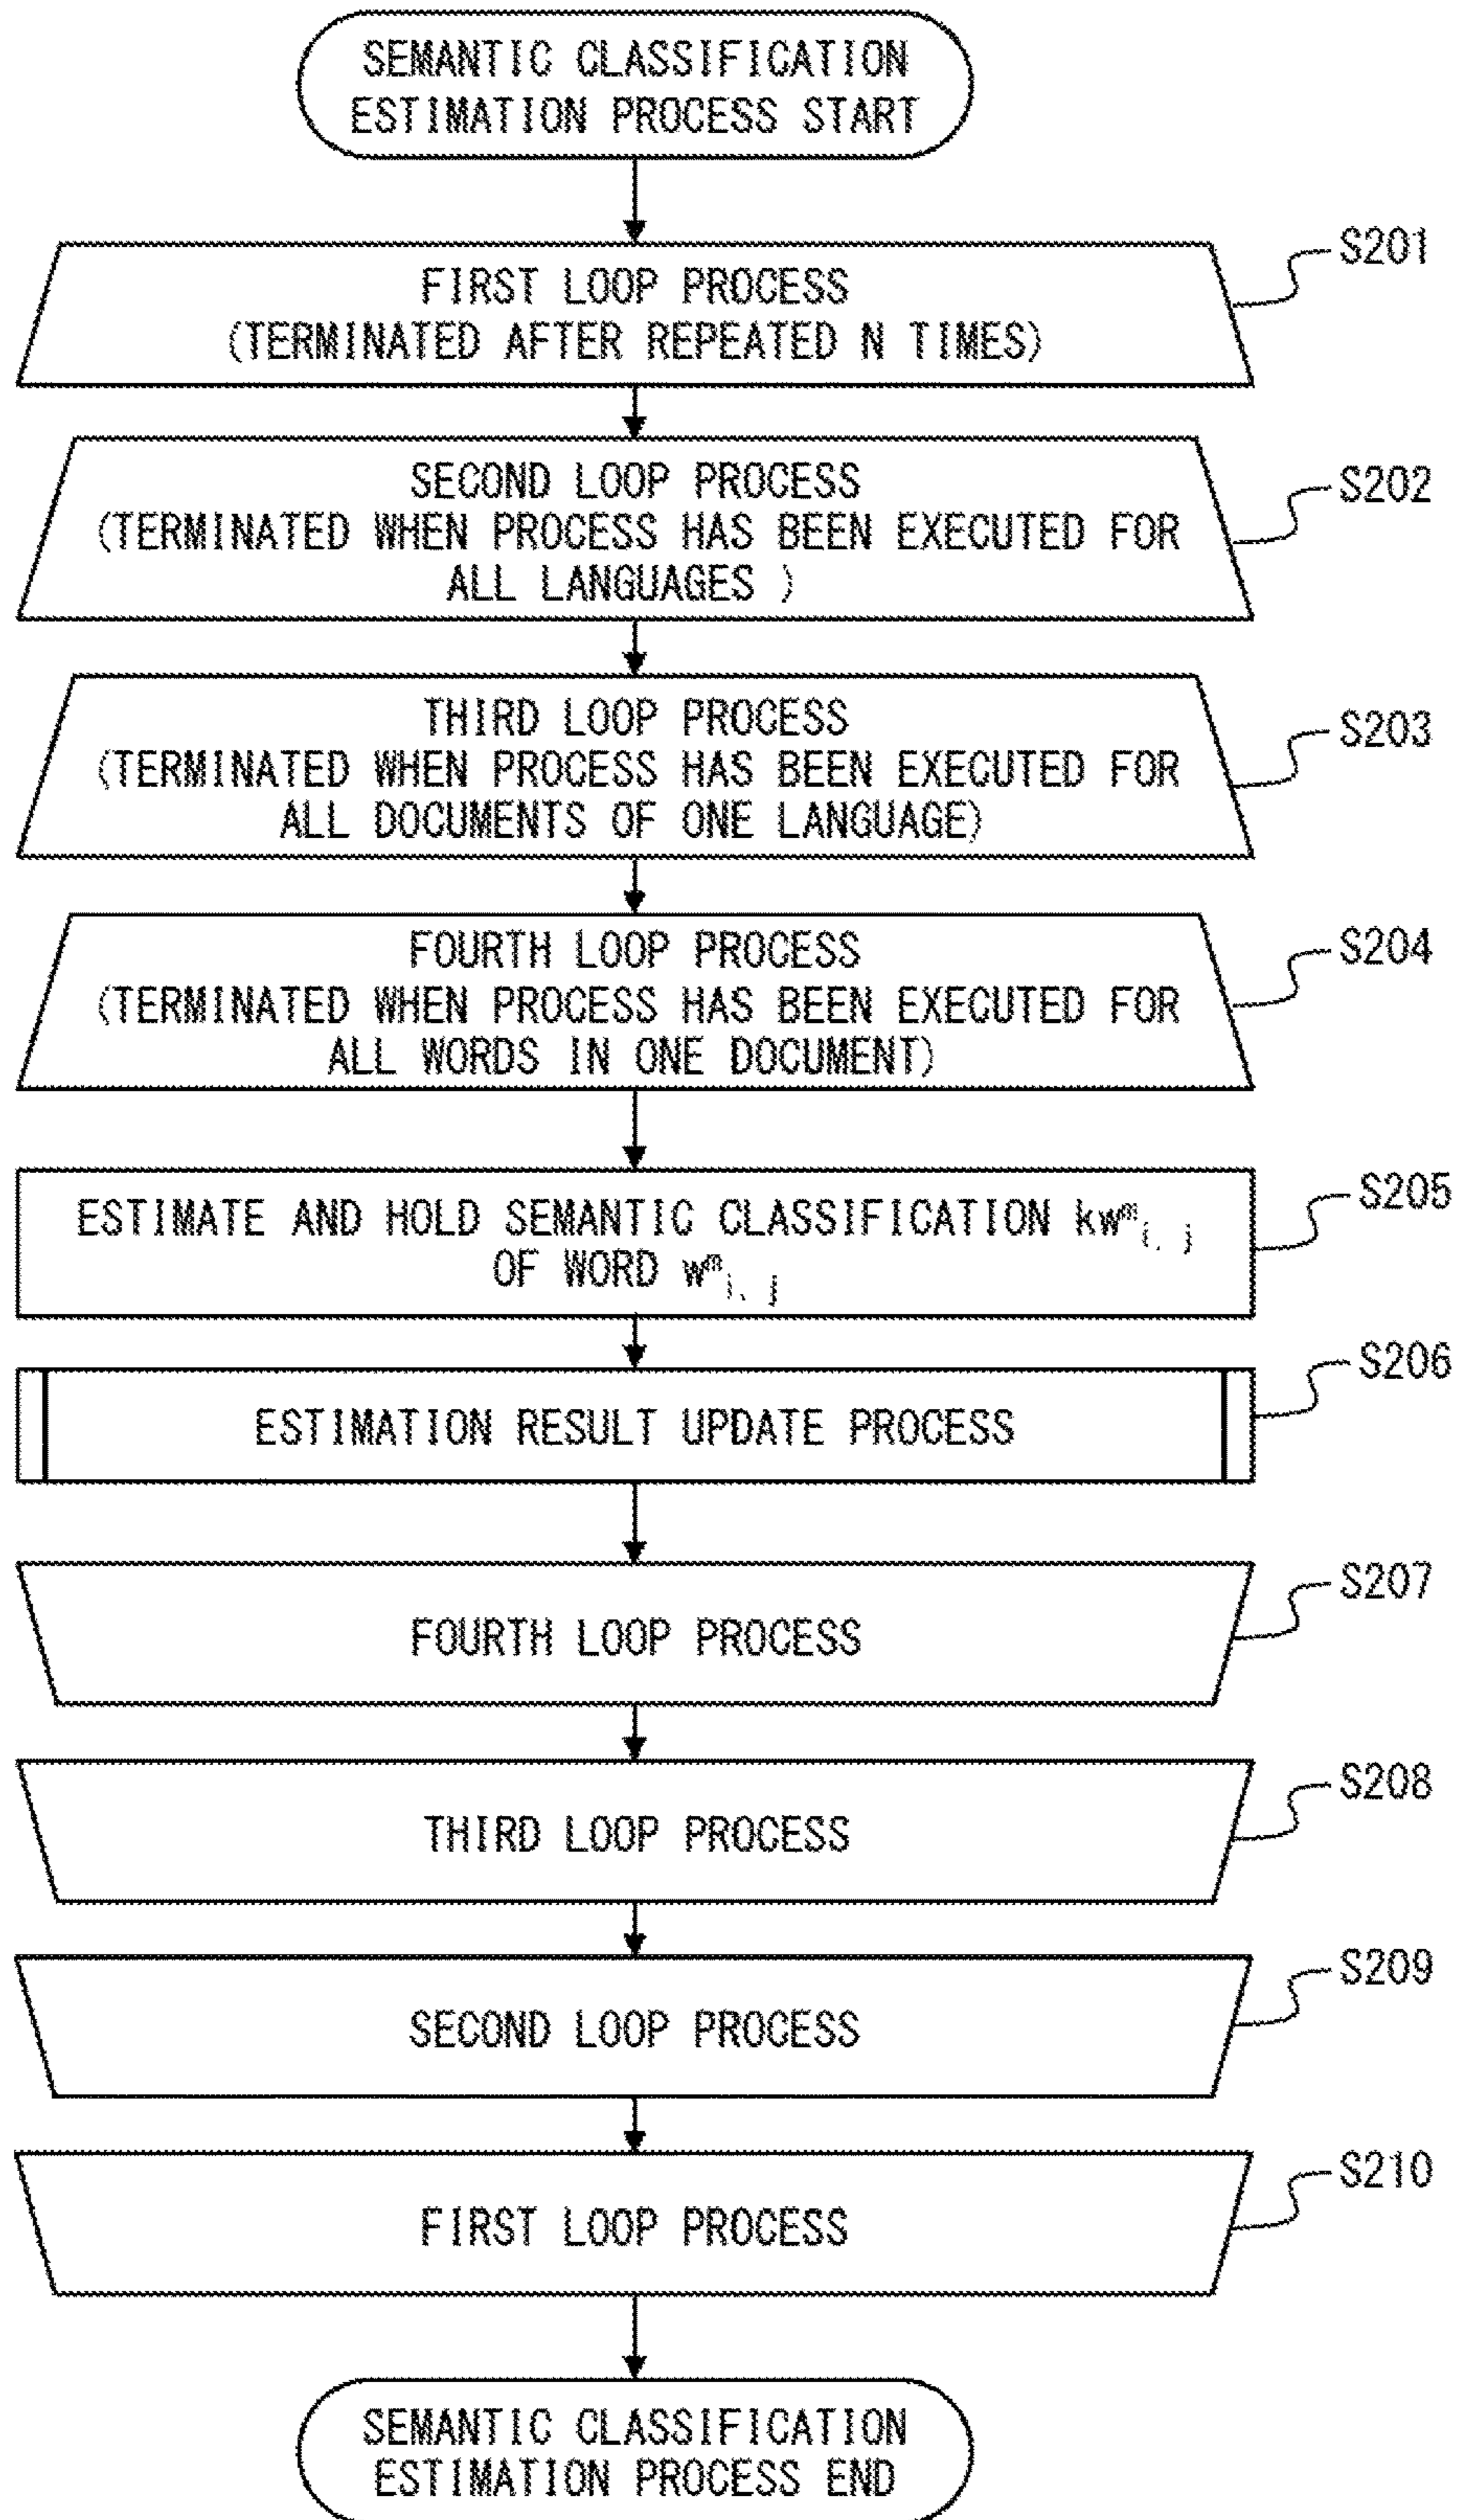 SEMANTIC CLASSIFICATION
ESTIMATION PROCESS START
FIRST LOOP PROCESS
(TERMINATED AFTER REPEATED N TIMES)
S201
SECOND LOOP PROCESS
(TERMINATED WHEN PROCESS HAS BEEN EXECUTED FOR
ALL LANGUAGES )
S202
THIRD LOOP PROCESS
(TERMINATED WHEN PROCESS HAS BEEN EXECUTED FOR
ALL DOCUMENTS OF ONE LANGUAGE)
S203
FOURTH LOOP PROCESS
(TERMINATED WHEN PROCESS HAS BEEN EXECUTED FOR
ALL WORDS IN ONE DOCUMENT)
S204
ESTIMATE AND HOLD SEMANTIC CLASSIFICATION kw^m_{i, j}
OF WORD w^m_{i, j}
S205
ESTIMATION RESULT UPDATE PROCESS
S206
FOURTH LOOP PROCESS
S207
THIRD LOOP PROCESS
S208
SECOND LOOP PROCESS
S209
FIRST LOOP PROCESS
S210
SEMANTIC CLASSIFICATION
ESTIMATION PROCESS END